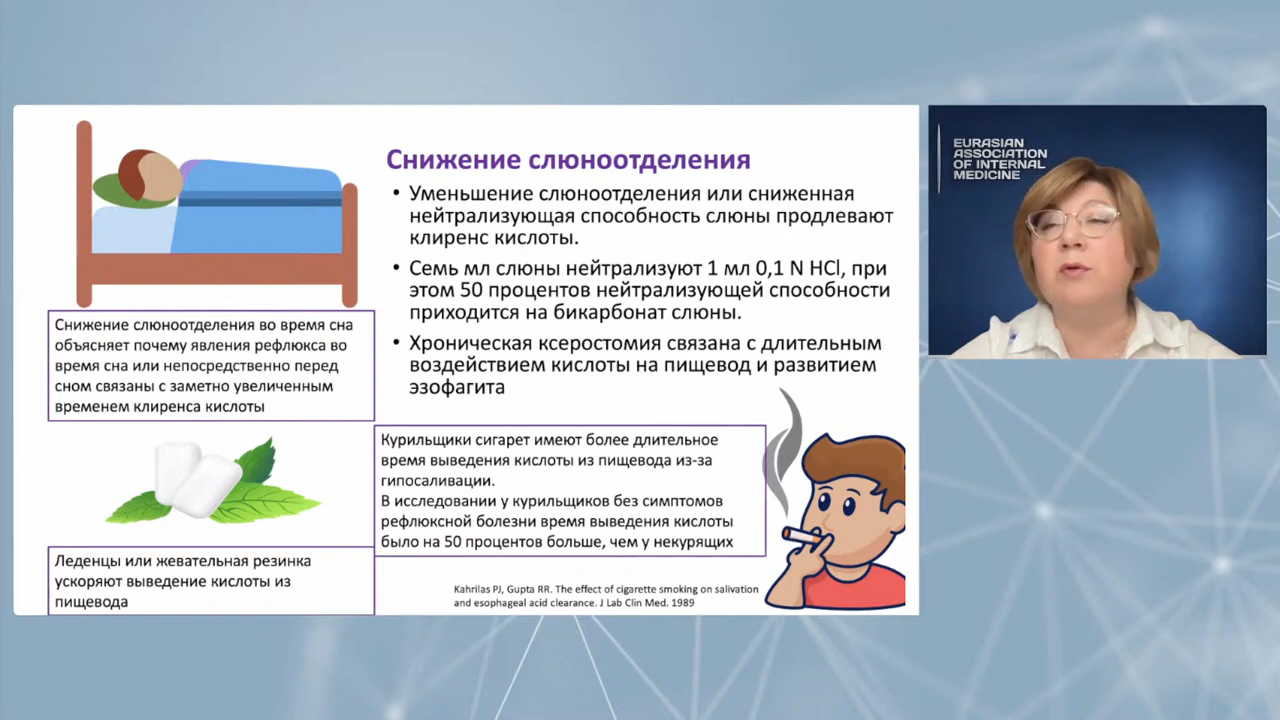 Снижение слюноотделения
• Уменьшение слюноотделения или сниженная
нейтрализующая способность слюны продлевают
клиренс кислоты.
• Семь мл слюны нейтрализуют 1 мл 0,1 N HCl, при
этом 50 процентов нейтрализующей способности
приходится на бикарбонат слюны.
• Хроническая ксеростомия связана с длительным
воздействием кислоты на пищевод и развитием
эзофагита
Снижение слюноотделения во время сна
объясняет почему явления рефлюкса во
время сна или непосредственно перед
сном связаны с заметно увеличенным
временем клиренса кислоты
Курильщики сигарет имеют более длительное
время выведения кислоты из пищевода из-за
гипосаливации.
В исследовании у курильщиков без симптомов
рефлюксной болезни время выведения кислоты
было на 50 процентов больше, чем у некурящих
Леденцы или жевательная резинка
ускоряют выведение кислоты из
пищевода
Kahrilas PJ, Gupta RR. The effect of cigarette smoking on salivation
and esophageal acid clearance. J Lab Clin Med. 1989
EURASIAN
ASSOCIATION
OF INTERNAL
MEDICINE